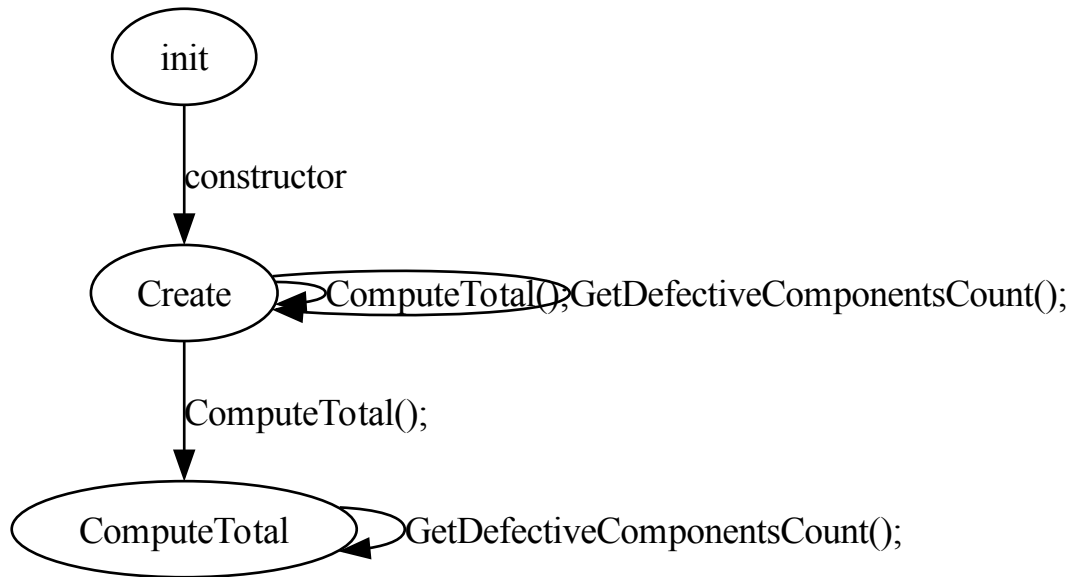 init
constructor
Create
ComputeTotal();
GetDefectiveComponentsCount();
ComputeTotal();
ComputeTotal
GetDefectiveComponentsCount();